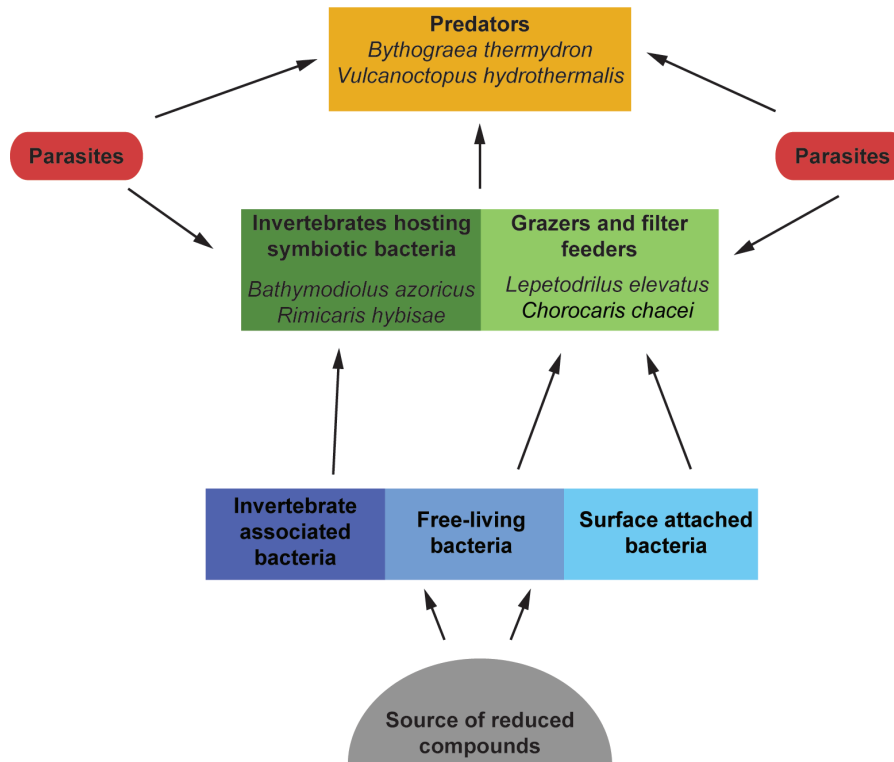 Predators
Bythograea thermydron
Vulcanoctopus hydrothermalis
Parasites
Parasites
Invertebrates hosting
symbiotic bacteria
Bathymodiolus azoricus
Rimicaris hybisae
Grazers and filter
feeders
Lepetodrilus elevatus
Chorocaris chacei
Invertebrate
associated
bacteria
Free-living
bacteria
Surface attached
bacteria
Source of reduced
compounds